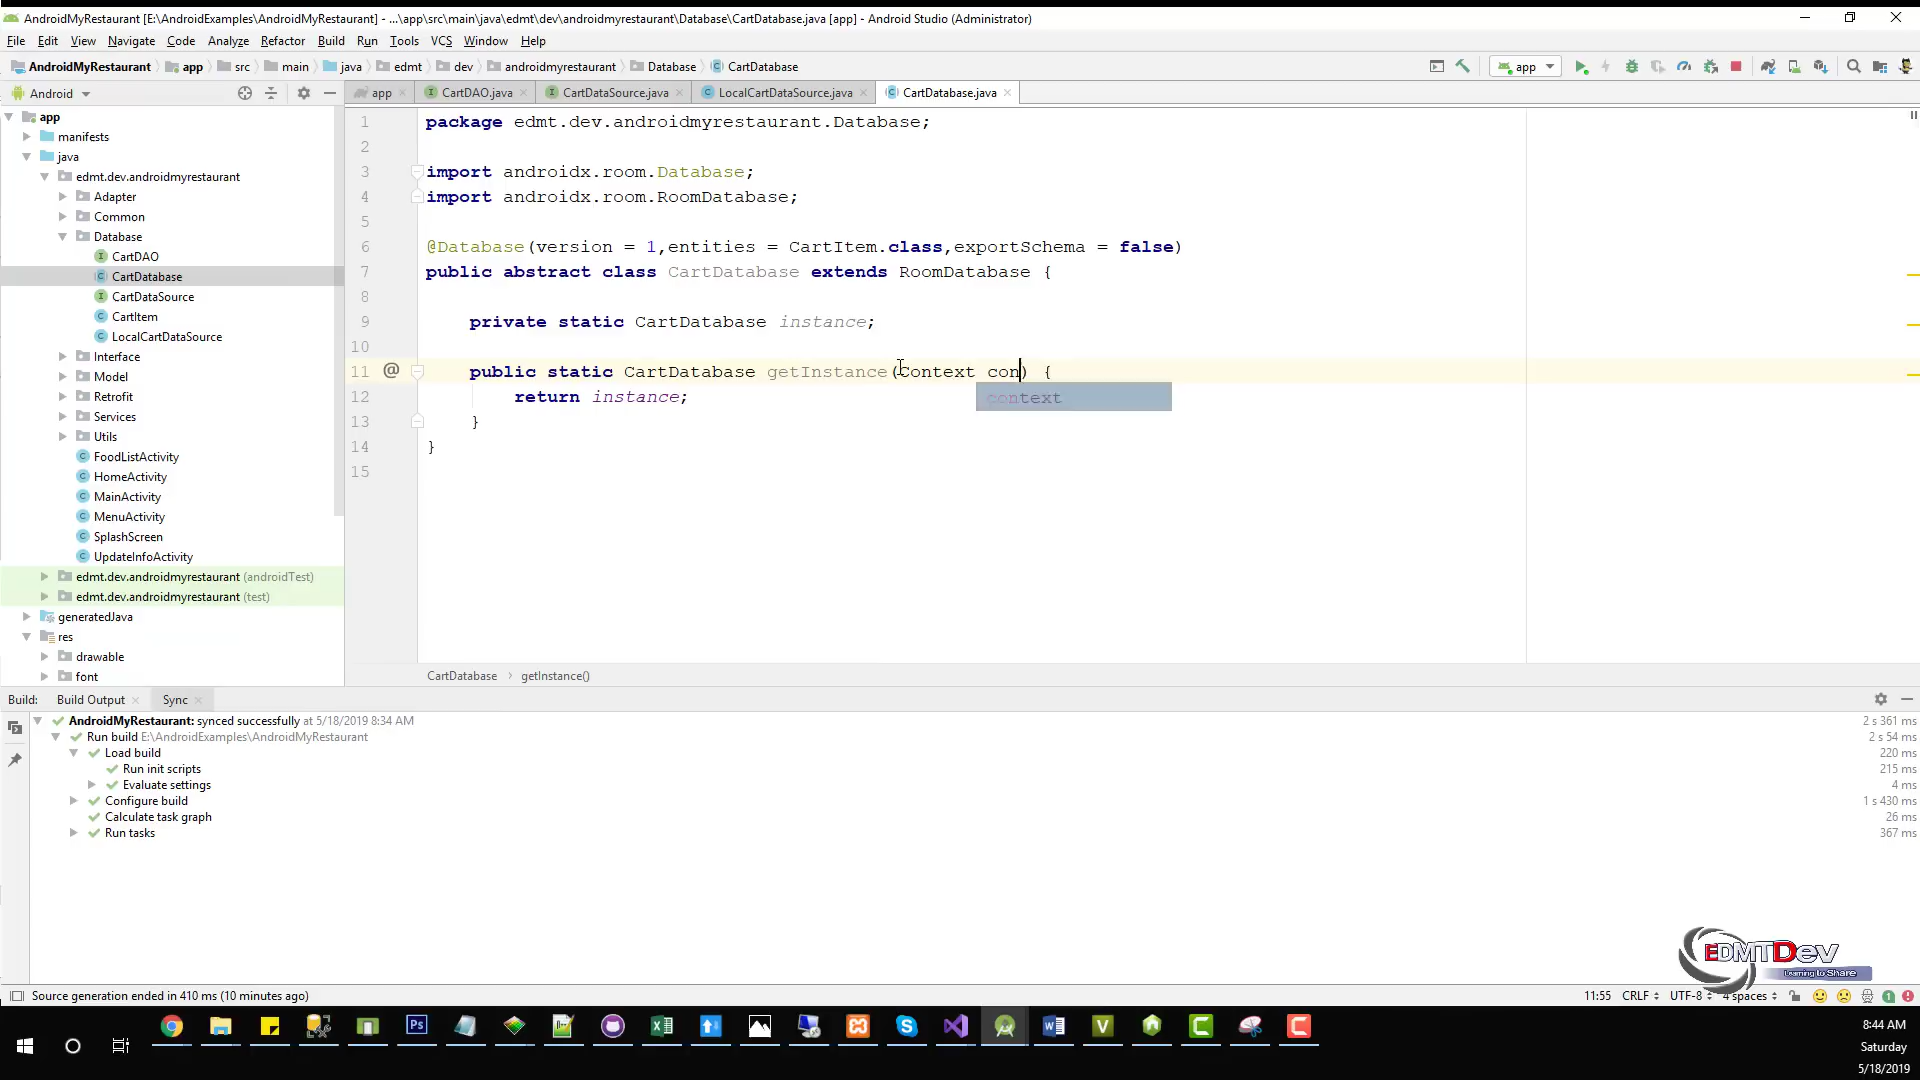 AndroidMyRestaurant [E:\AndroidExamples\AndroidMyRestaurant] - ...\app\src\main\java\edmt\dev\androidmyrestaurant\Database\CartDatabase.java [app] - Android Studio (Administrator)
File Edit View Navigate Code Analyze Refactor Build Run Tools VCS Window Help
AndroidMyRestaurant app src main java edmt dev androidmyrestaurant Database CartDatabase app
Android app CartDAO.java CartDataSource.java LocalCartDataSource.java CartDatabase.java
app
manifests
java
edmt.dev.androidmyrestaurant
Adapter
Common
Database
CartDAO
CartDatabase
CartDataSource
CartItem
LocalCartDataSource
Interface
Model
Retrofit
Services
Utils
FoodListActivity
HomeActivity
MainActivity
MenuActivity
SplashScreen
UpdateInfoActivity
edmt.dev.androidmyrestaurant (androidTest)
edmt.dev.androidmyrestaurant (test)
generatedJava
res
drawable
font
1 package edmt.dev.androidmyrestaurant.Database;
2
3 import androidx.room.Database;
4 import androidx.room.RoomDatabase;
5
6 @Database(version = 1,entities = CartItem.class,exportSchema = false)
7 public abstract class CartDatabase extends RoomDatabase {
8
9 private static CartDatabase instance;
10
11 @ public static CartDatabase getInstance(Context con) {
context
12 return instance;
13 }
14 }
15
CartDatabase › getInstance()
Build: Build Output Sync
AndroidMyRestaurant: synced successfully at 5/18/2019 8:34 AM 2 s 361 ms
Run build E:\AndroidExamples\AndroidMyRestaurant 2 s 54 ms
Load build 220 ms
Run init scripts 215 ms
Evaluate settings 4 ms
Configure build 1 s 430 ms
Calculate task graph 26 ms
Run tasks 367 ms
EDMTDev
Learning to Share
Source generation ended in 410 ms (10 minutes ago) 11:55 CRLF UTF-8 4 spaces 1
8:44 AM
Saturday
5/18/2019